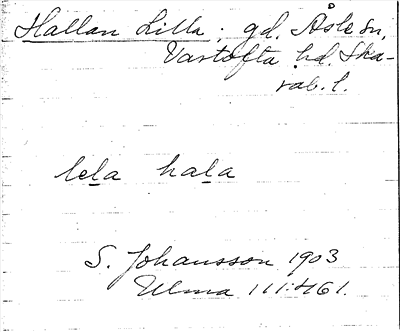 Hallan Lilla; gd. Åsle sn,
Vartofta hd. Ska-
rab. l.
lela hala
S. Johansson 1903
Ulma 111:461.